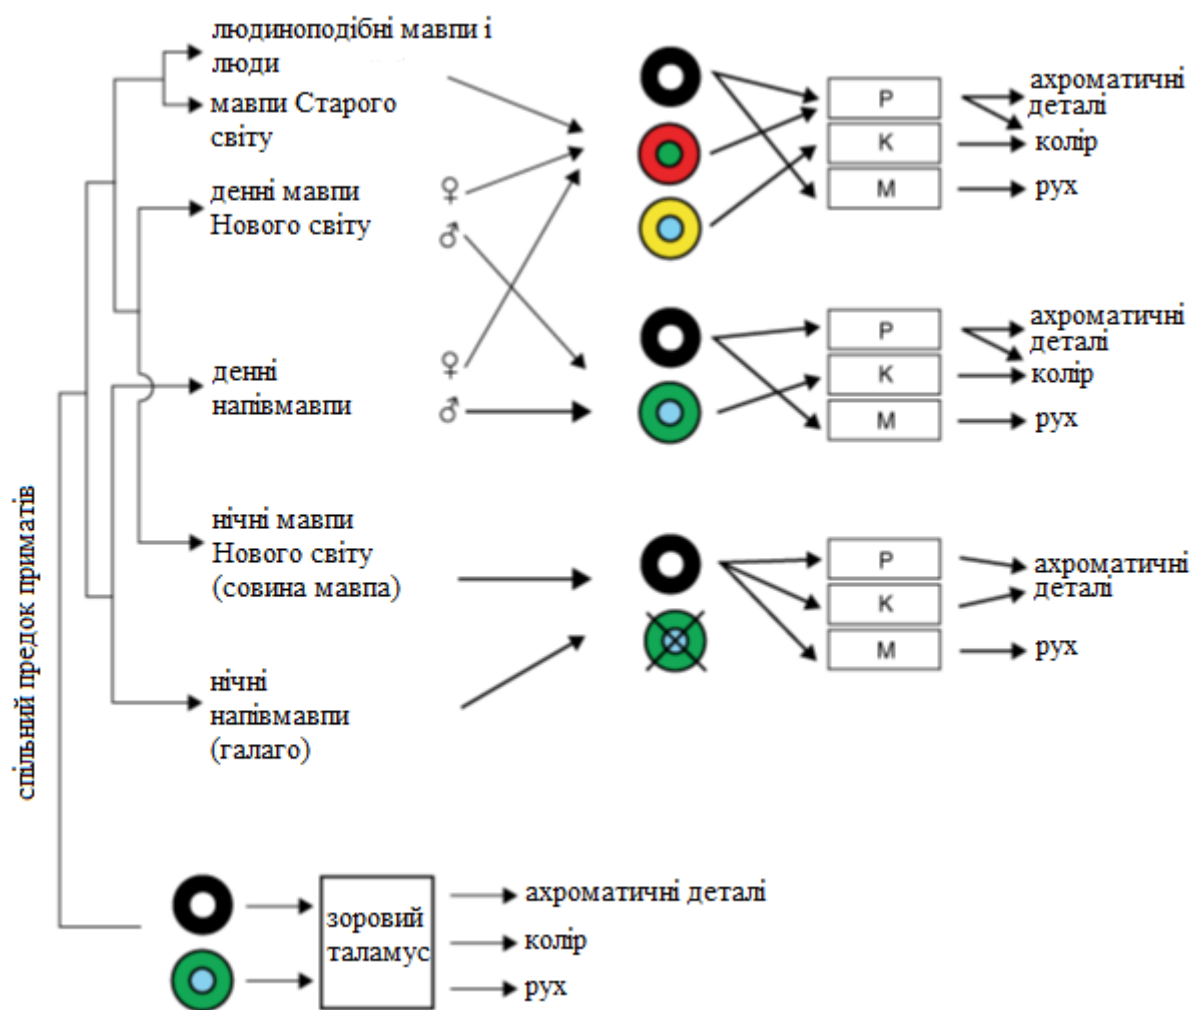 людиноподібні мавпи і
люди
мавпи Старого
світу
денні мавпи
Нового світу
♀
♂
денні
напівмавпи
♀
♂
нічні мавпи
Нового світу
(совина мавпа)
нічні
напівмавпи
(галаго)
спільний предок приматів
P
K
M
ахроматичні
деталі
колір
рух
P
K
M
ахроматичні
деталі
колір
рух
P
K
M
ахроматичні
деталі
рух
зоровий
таламус
ахроматичні деталі
колір
рух